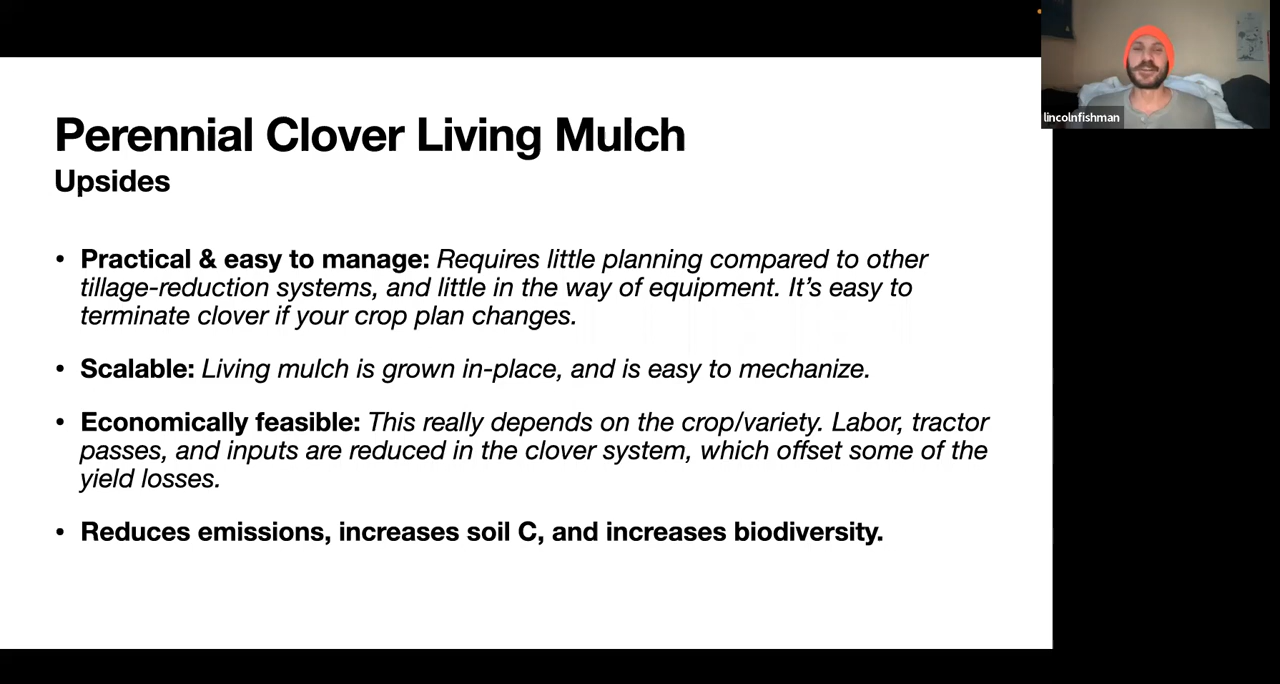 lincolnfishman
Perennial Clover Living Mulch
Upsides
• Practical & easy to manage: Requires little planning compared to other
tillage-reduction systems, and little in the way of equipment. It’s easy to
terminate clover if your crop plan changes.
• Scalable: Living mulch is grown in-place, and is easy to mechanize.
• Economically feasible: This really depends on the crop/variety. Labor, tractor
passes, and inputs are reduced in the clover system, which offset some of the
yield losses.
• Reduces emissions, increases soil C, and increases biodiversity.